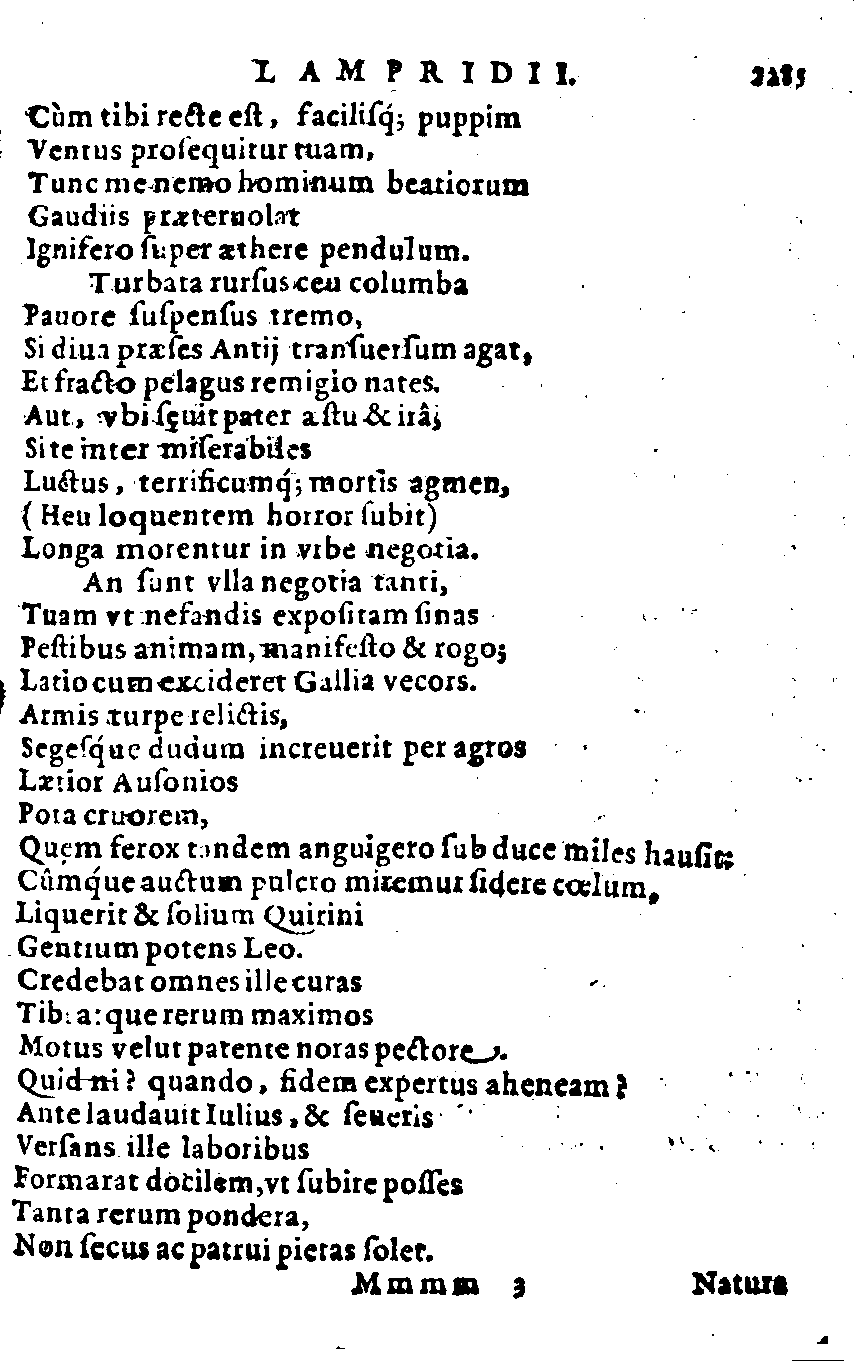 LAMPRIDII. 2285
Cùm tibi recte est, facilisq́; puppim
Ventus prosequitur tuam,
Tunc me nemo hominum beatiorum
Gaudiis præteruolat
Ignifero super æthere pendulum.
Turbata rursus ceu columba
Pauore suspensus tremo,
Si diua præses Antij transuersum agat,
Et fracto pelagus remigio nates.
Aut, vbi sęuit pater æstu & irâ;
Si te inter miserabiles
Luctus, terrificumq́; mortis agmen,
(Heu loquentem horror subit)
Longa morentur in vrbe negotia.
An sunt vlla negotia tanti,
Tuam vt nefandis expositam sinas
Pestibus animam, manifesto & rogo;
Latio cum excideret Gallia vecors.
Armis turpe relictis,
Segesq́ue dudum increuerit per agros
Lætior Ausonios
Pota cruorem,
Quem ferox tandem anguigero sub duce miles hausit;
Cûmq́ue auctum pulcro miremur sidere cœlum,
Liquerit & solium Quirini
Gentium potens Leo.
Credebat omnes ille curas
Tibi atque rerum maximos
Motus velut parente noras pectore.
Quid ni? quando, fidem expertus aheneam?
Ante laudauit Iulius, & seueris
Versans ille laboribus
Formarat docilem, vt subire posses
Tanta rerum pondera,
Non secus ac patrui pietas solet.
Mmmm 3 Natura